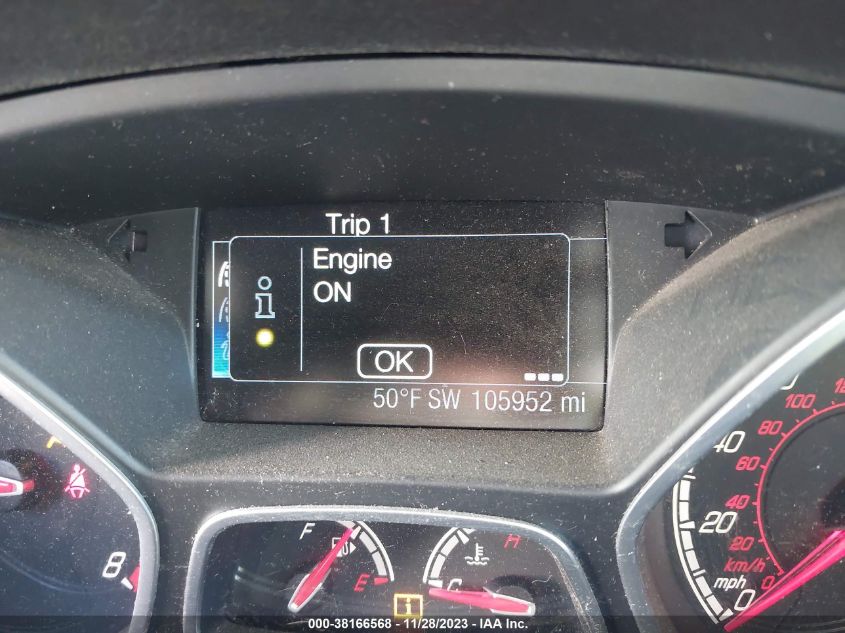 Trip 1
Engine
ON
OK
50°F SW 105952 mi
F
E
H
C
8
40
20
0
mph
100
80
60
40
20
0
km/h
000-38166568 - 11/28/2023 - IAA Inc.